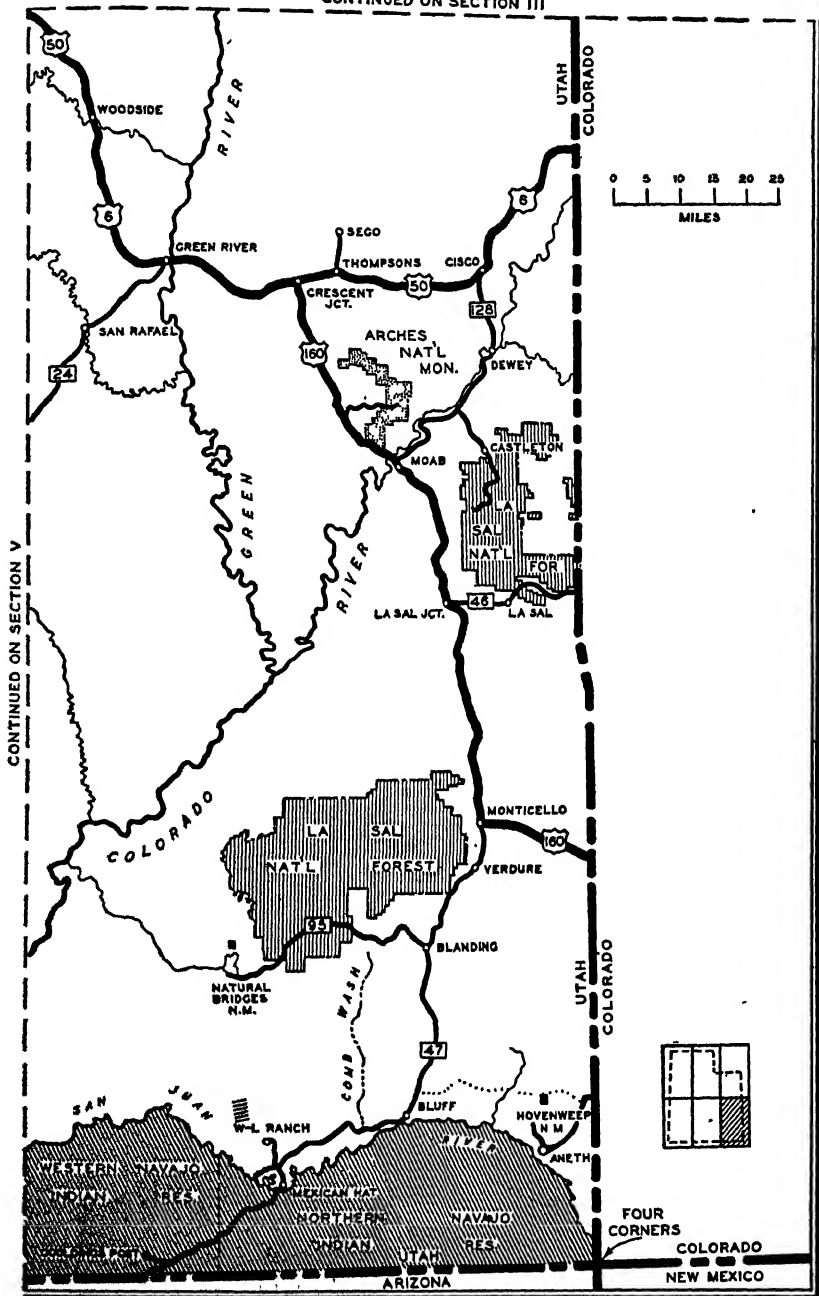 CONTINUED ON SECTION III
50
WOODSIDE
RIVER
UTAH
COLORADO
0 5 10 15 20 25
MILES
6
6
GREEN RIVER
SEGO
THOMPSONS
CISCO
50
CRESCENT
JCT.
128
SAN RAFAEL
24
160
ARCHES
NAT'L
MON.
DEWEY
CASTLETON
MOAB
GREEN
RIVER
LA
SAL
NAT'L
FOR
CONTINUED ON SECTION V
LA SAL JCT.
46
LA SAL
COLORADO
MONTICELLO
160
LA SAL
NAT'L FOREST
VERDURE
95
BLANDING
NATURAL
BRIDGES
N.M.
COMB WASH
UTAH
COLORADO
47
SAN JUAN
RIVER
W-L RANCH
BLUFF
HOVENWEEP
N M
ANETH
WESTERN NAVAJO
INDIAN RES.
MEXICAN HAT
NORTHERN NAVAJO
INDIAN RES.
FOUR
CORNERS
UTAH
ARIZONA
COLORADO
NEW MEXICO